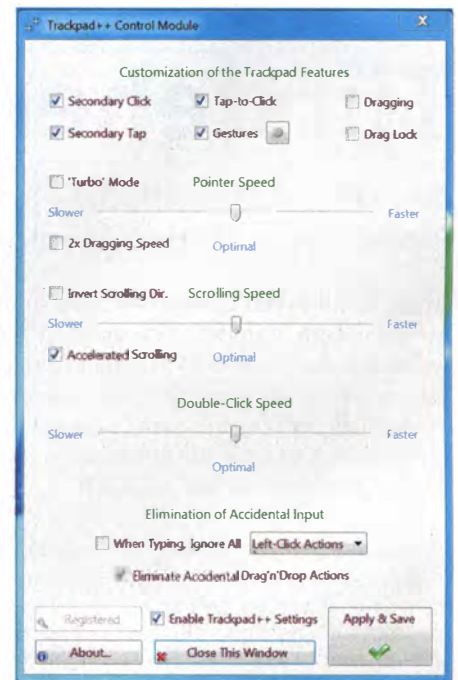 Trackpad++ Control Module
Customization of the Trackpad Features
Secondary Click Tap-to-Click Dragging
Secondary Tap Gestures Drag Lock
'Turbo' Mode Pointer Speed
Slower Faster
2x Dragging Speed Optimal
Invert Scrolling Dir. Scrolling Speed
Slower Faster
Accelerated Scrolling Optimal
Double-Click Speed
Slower Faster
Optimal
Elimination of Accidental Input
When Typing, Ignore All Left-Click Actions
Eliminate Accidental Drag'n'Drop Actions
Registered Enable Trackpad++ Settings Apply & Save
About... Close This Window